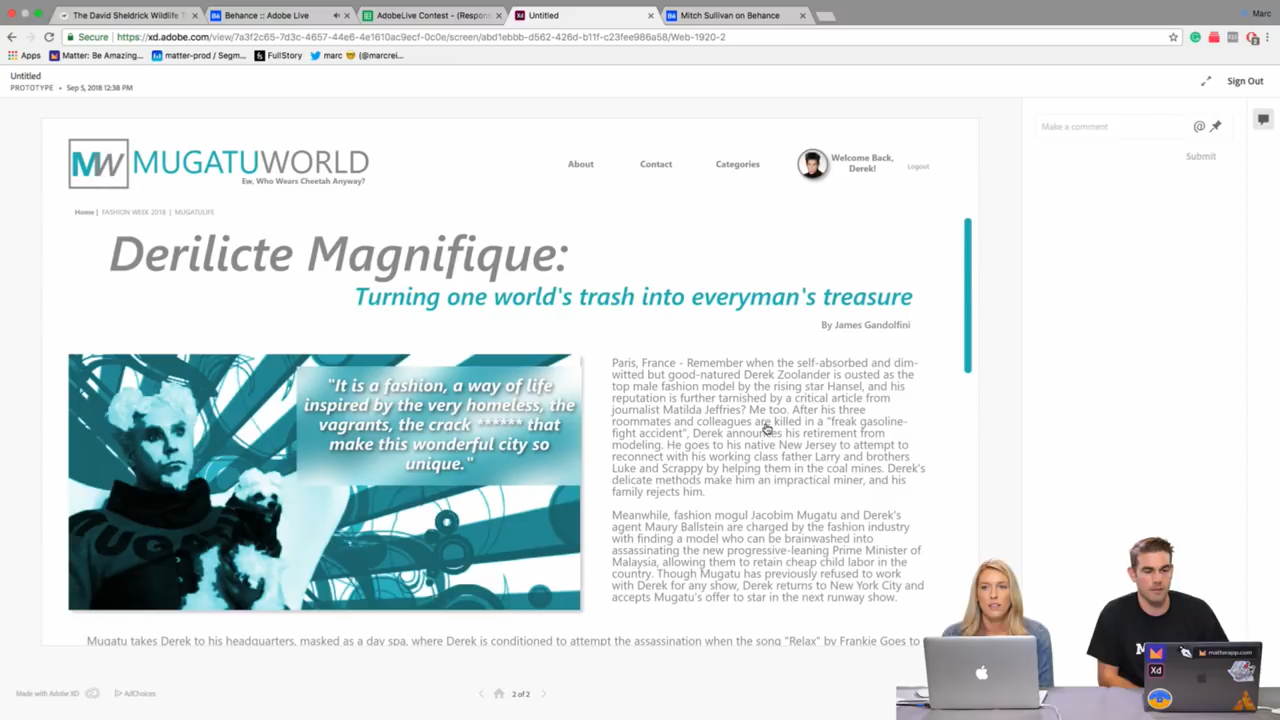 The David Sheldrick Wildlife T
Behance :: Adobe Live
AdobeLive Contest - (Respons
Untitled
Mitch Sullivan on Behance
Marc
Secure
https://xd.adobe.com/view/7a3f2c65-7d3c-4657-44e6-4e1610ac9ecf-0c0e/screen/abd1ebbb-d562-426d-b11f-c23fee986a58/Web-1920-2
Apps
Matter: Be Amazing...
matter-prod / Segm...
FullStory
marc 🤓 (@marcrei...
Untitled
PROTOTYPE • Sep 5, 2018 12:38 PM
Sign Out
Make a comment
Submit
MW MUGATUWORLD
Ew, Who Wears Cheetah Anyway?
About
Contact
Categories
Welcome Back,
Derek!
Logout
Home | FASHION WEEK 2018 | MUGATULIFE
Derilicte Magnifique:
Turning one world's trash into everyman's treasure
By James Gandolfini
"It is a fashion, a way of life
inspired by the very homeless, the
vagrants, the crack ****** that
make this wonderful city so
unique."
Paris, France - Remember when the self-absorbed and dim-
witted but good-natured Derek Zoolander is ousted as the
top male fashion model by the rising star Hansel, and his
reputation is further tarnished by a critical article from
journalist Matilda Jeffries? Me too. After his three
roommates and colleagues are killed in a "freak gasoline-
fight accident", Derek announces his retirement from
modeling. He goes to his native New Jersey to attempt to
reconnect with his working class father Larry and brothers
Luke and Scrappy by helping them in the coal mines. Derek's
delicate methods make him an impractical miner, and his
family rejects him.
Meanwhile, fashion mogul Jacobim Mugatu and Derek's
agent Maury Ballstein are charged by the fashion industry
with finding a model who can be brainwashed into
assassinating the new progressive-leaning Prime Minister of
Malaysia, allowing them to retain cheap child labor in the
country. Though Mugatu has previously refused to work
with Derek for any show, Derek returns to New York City and
accepts Mugatu's offer to star in the next runway show.
Mugatu takes Derek to his headquarters, masked as a day spa, where Derek is conditioned to attempt the assassination when the song "Relax" by Frankie Goes to
Made with Adobe XD
AdChoices
2 of 2
matterapp.com
Xd